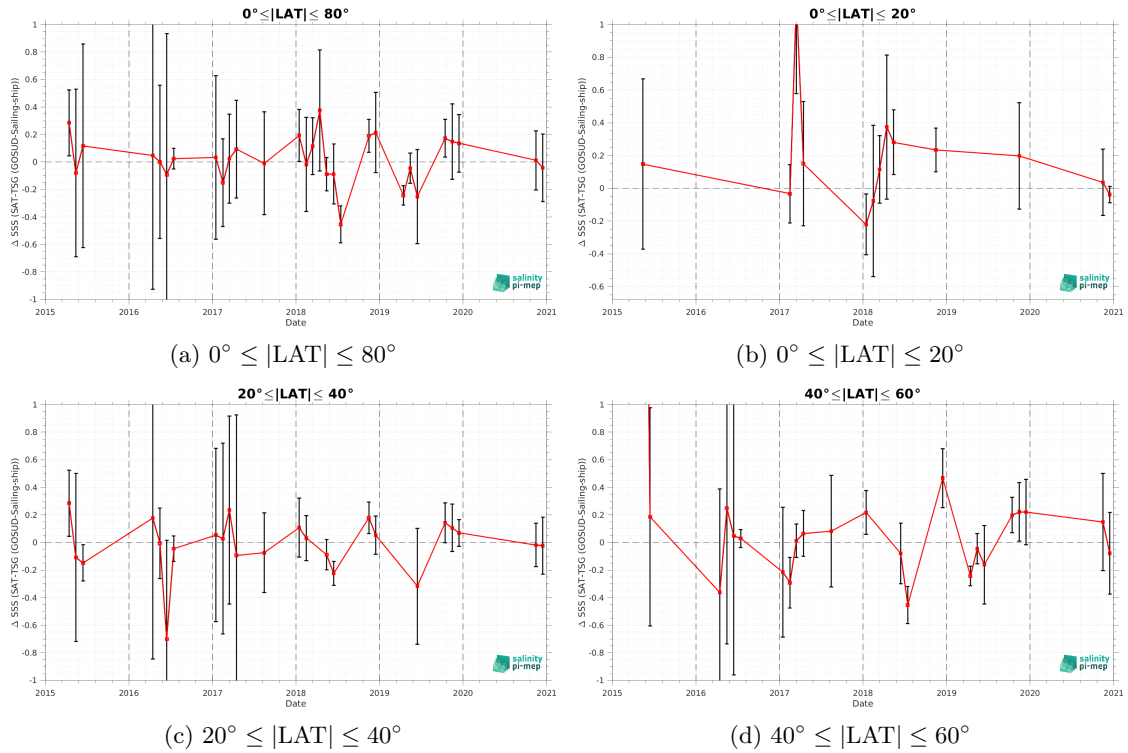 0°≤|LAT|≤ 80°
Δ SSS (SAT-TSG (GOSUD-Sailing-ship))
1
0.8
0.6
0.4
0.2
0
-0.2
-0.4
-0.6
-0.8
-1
2015 2016 2017 2018 2019 2020 2021
Date
salinity
pi-mep
(a) 0° ≤ |LAT| ≤ 80°
0°≤|LAT|≤ 20°
Δ SSS (SAT-TSG (GOSUD-Sailing-ship))
1
0.8
0.6
0.4
0.2
0
-0.2
-0.4
-0.6
2015 2016 2017 2018 2019 2020 2021
Date
salinity
pi-mep
(b) 0° ≤ |LAT| ≤ 20°
20°≤|LAT|≤ 40°
Δ SSS (SAT-TSG (GOSUD-Sailing-ship))
1
0.8
0.6
0.4
0.2
0
-0.2
-0.4
-0.6
-0.8
-1
2015 2016 2017 2018 2019 2020 2021
Date
salinity
pi-mep
(c) 20° ≤ |LAT| ≤ 40°
40°≤|LAT|≤ 60°
Δ SSS (SAT-TSG (GOSUD-Sailing-ship))
1
0.8
0.6
0.4
0.2
0
-0.2
-0.4
-0.6
-0.8
-1
2015 2016 2017 2018 2019 2020 2021
Date
salinity
pi-mep
(d) 40° ≤ |LAT| ≤ 60°